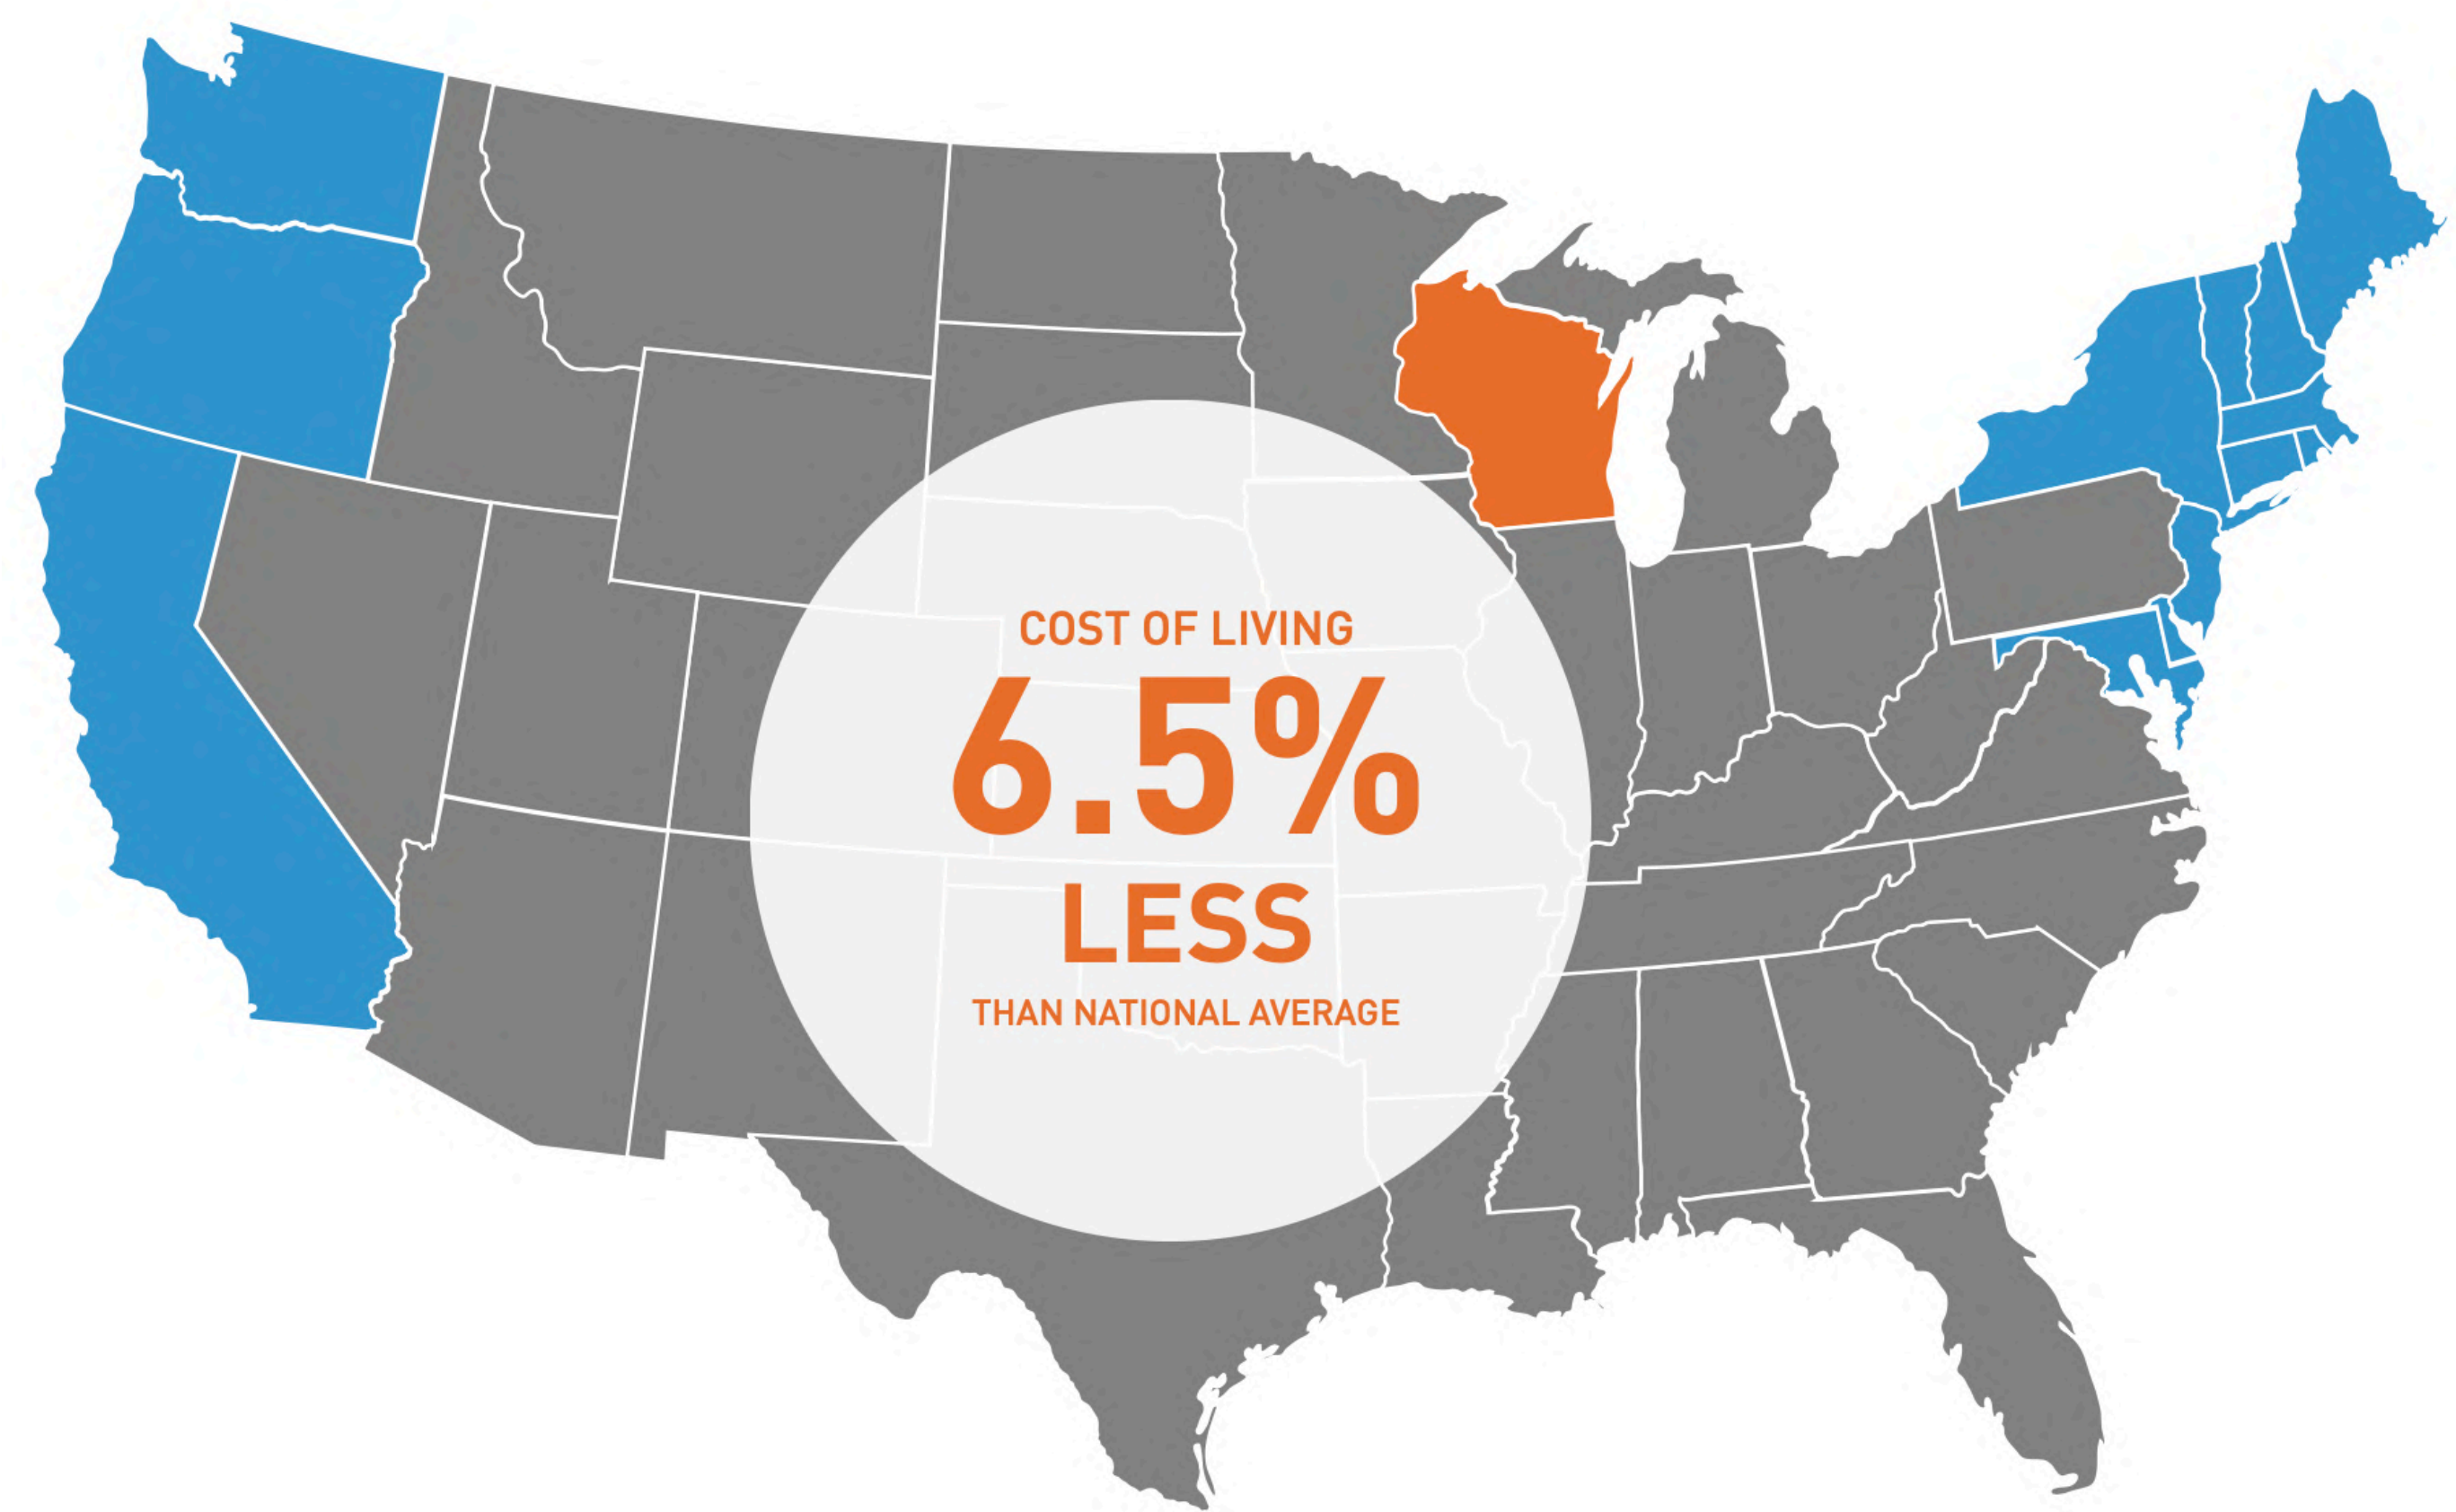 COST OF LIVING
6.5%
LESS
THAN NATIONAL AVERAGE